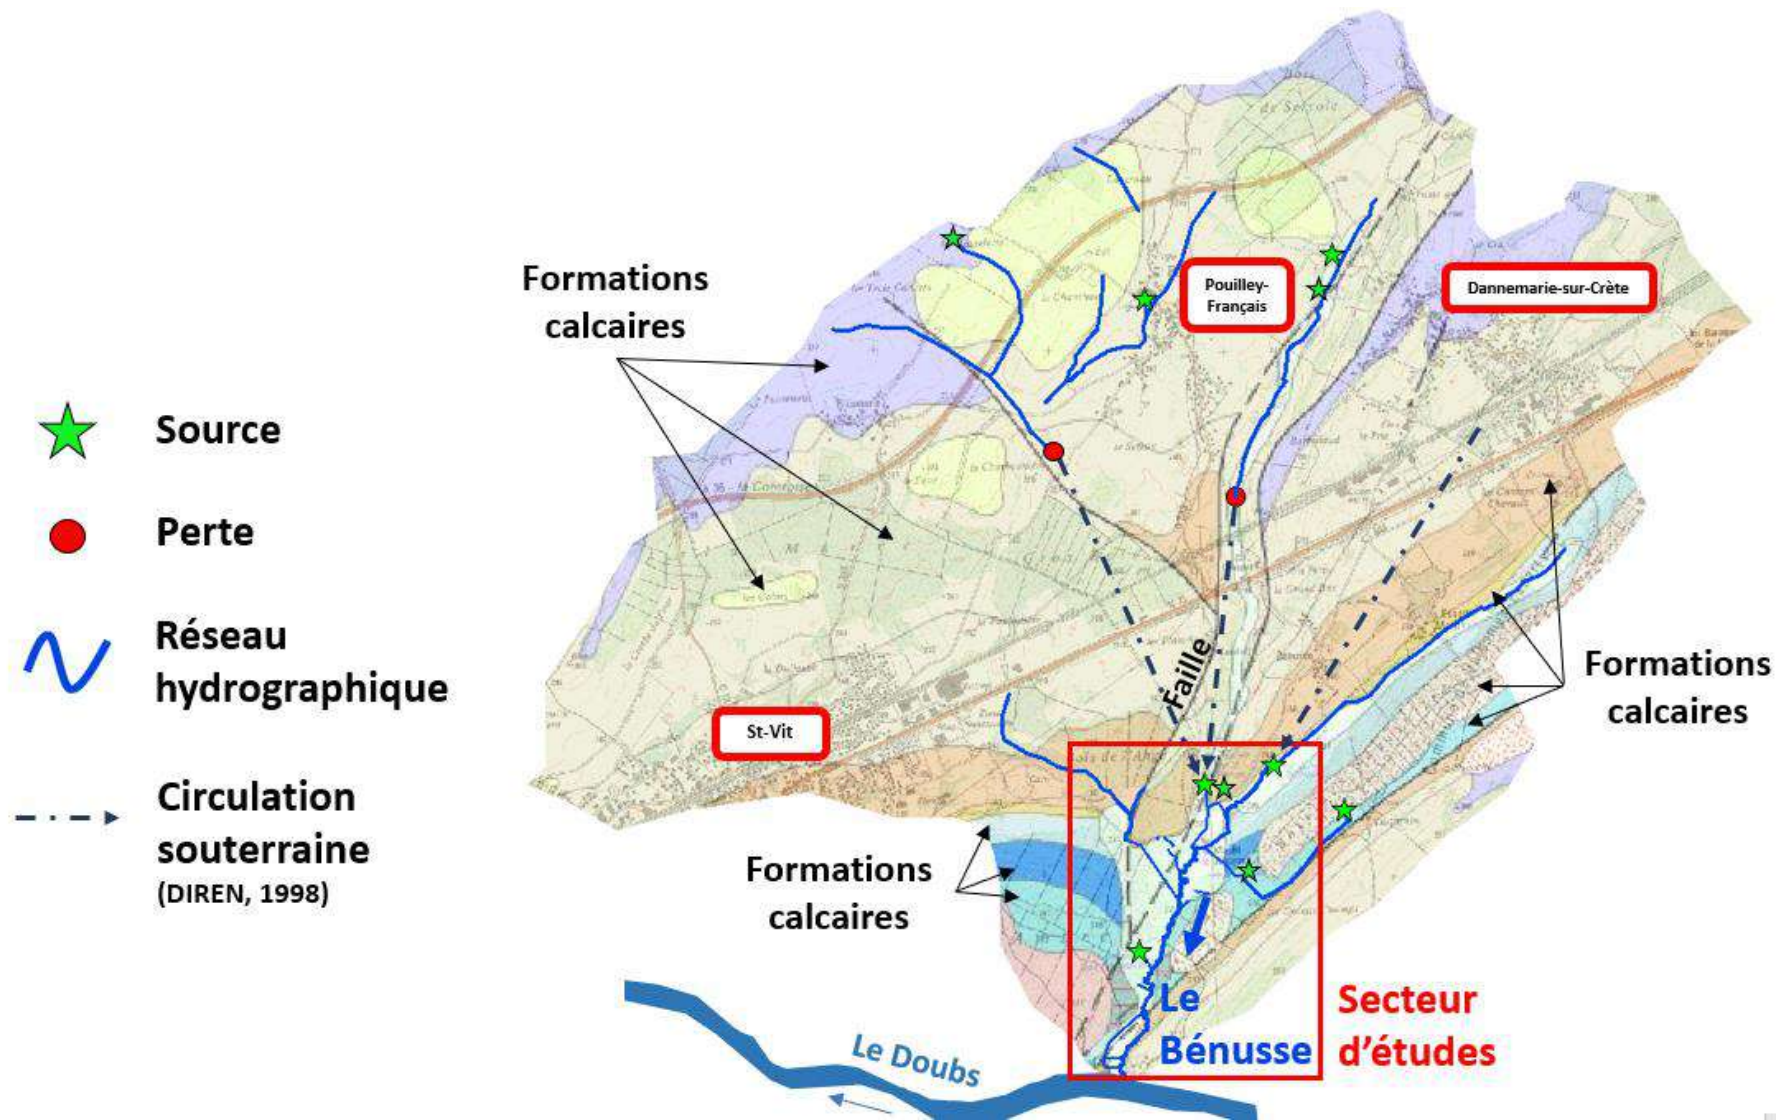 Formations
calcaires
Pouilley-
Français
Dannemarie-sur-Crète
Source
Perte
Réseau
hydrographique
Circulation
souterraine
(DIREN, 1998)
Faille
St-Vit
Formations
calcaires
Formations
calcaires
Le
Bénusse
Secteur
d'études
Le Doubs